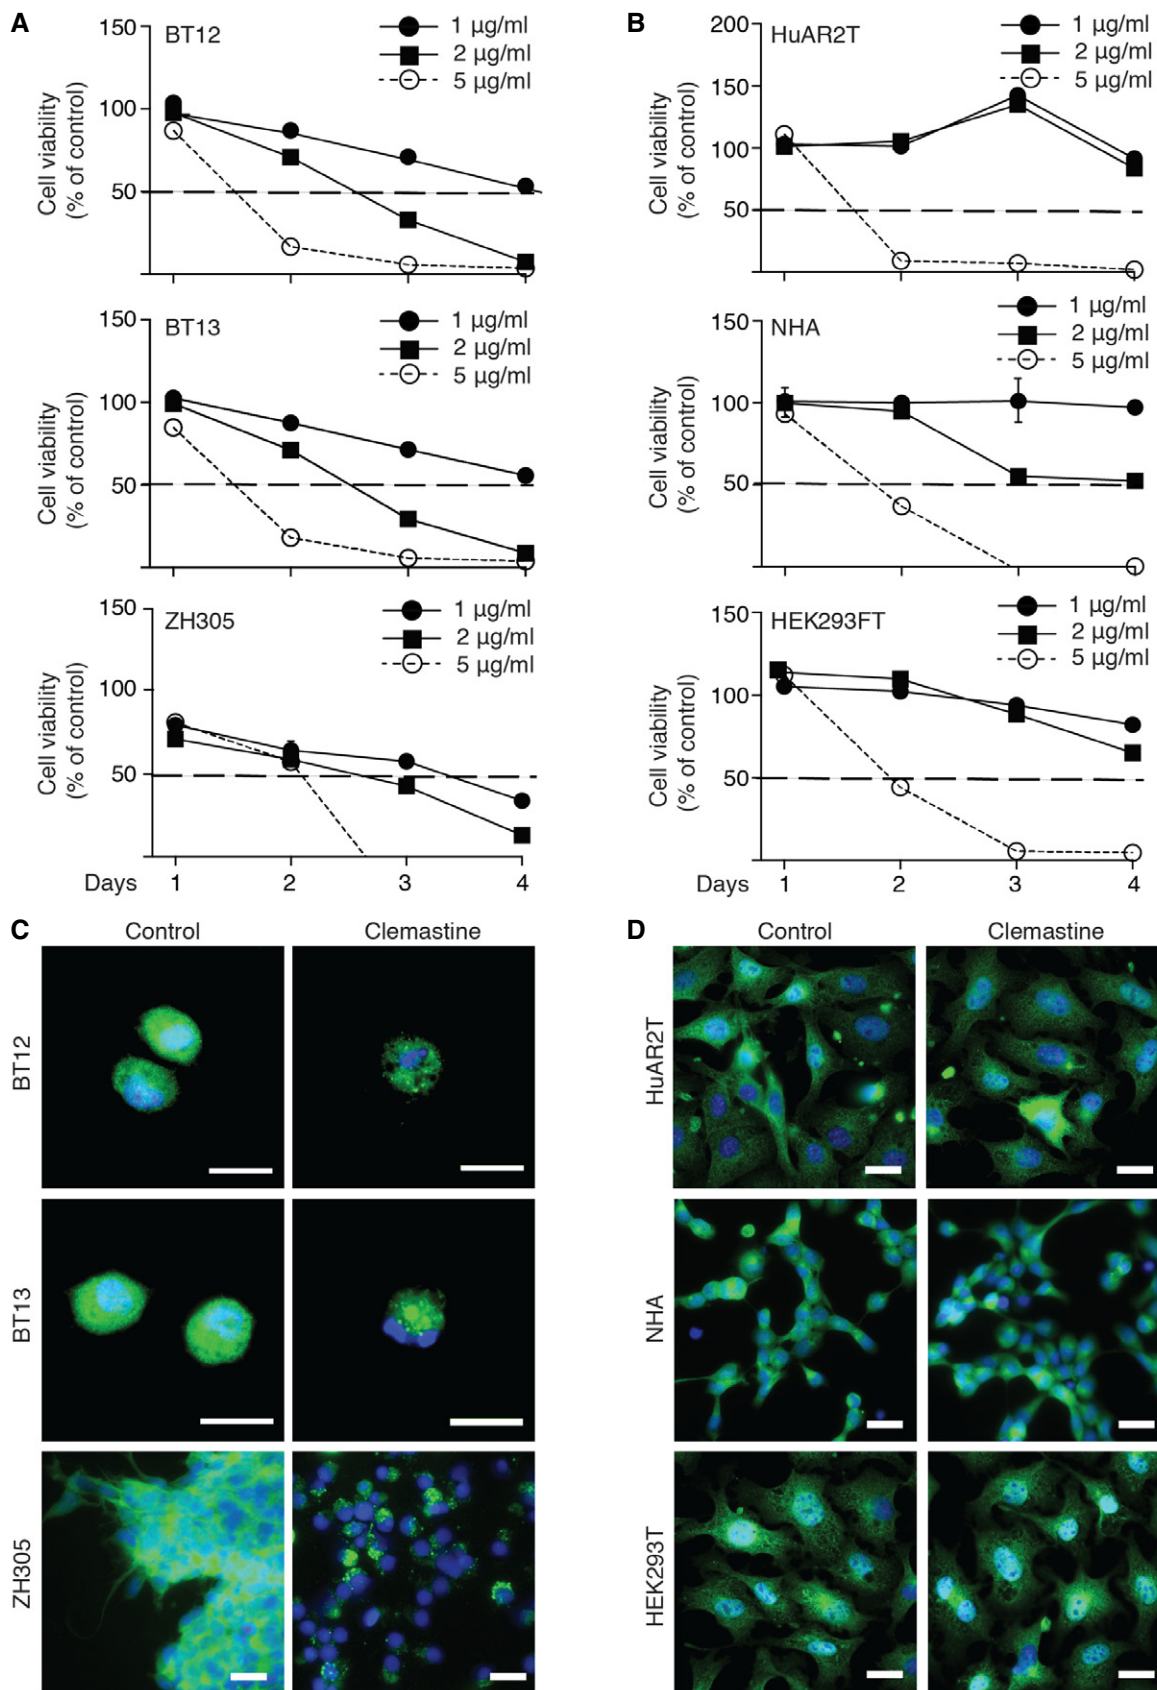 A
BT12
1 µg/ml
2 µg/ml
5 µg/ml
150
100
50
Cell viability
(% of control)
BT13
1 µg/ml
2 µg/ml
5 µg/ml
150
100
50
Cell viability
(% of control)
ZH305
1 µg/ml
2 µg/ml
5 µg/ml
150
100
50
Cell viability
(% of control)
Days 1 2 3 4
B
HuAR2T
1 µg/ml
2 µg/ml
5 µg/ml
200
150
100
50
Cell viability
(% of control)
NHA
1 µg/ml
2 µg/ml
5 µg/ml
150
100
50
Cell viability
(% of control)
HEK293FT
1 µg/ml
2 µg/ml
5 µg/ml
150
100
50
Cell viability
(% of control)
Days 1 2 3 4
C
Control Clemastine
BT12
BT13
ZH305
D
Control Clemastine
HuAR2T
NHA
HEK293T